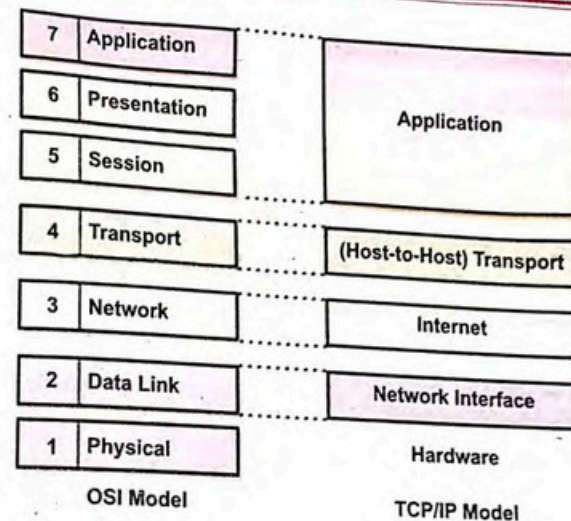 7 Application
6 Presentation
5 Session
4 Transport
3 Network
2 Data Link
1 Physical
OSI Model
Application
(Host-to-Host) Transport
Internet
Network Interface
Hardware
TCP/IP Model